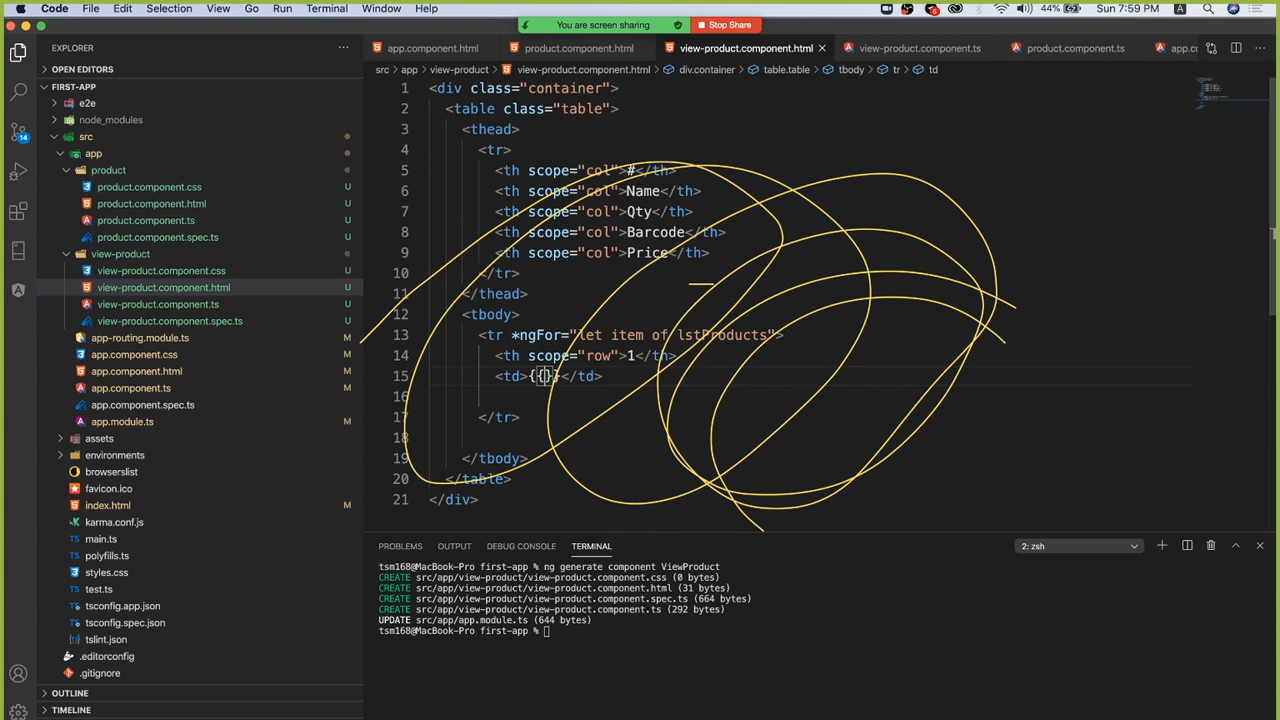 Code File Edit Selection View Go Run Terminal Window Help 6 44% Sun 7:59 PM A
You are screen sharing Stop Share
EXPLORER ... app.component.html product.component.html view-product.component.html view-product.component.ts product.component.ts app.cc
OPEN EDITORS
src > app > view-product > view-product.component.html > div.container > table.table > tbody > tr > td
FIRST-APP
e2e
node_modules
src
app
product
product.component.css U
product.component.html U
product.component.ts U
product.component.spec.ts U
view-product
view-product.component.css U
view-product.component.html U
view-product.component.ts U
view-product.component.spec.ts U
app-routing.module.ts M
app.component.css M
app.component.html M
app.component.ts M
app.component.spec.ts
app.module.ts M
assets
environments
browserslist
favicon.ico
index.html M
karma.conf.js
main.ts
polyfills.ts
styles.css
test.ts
tsconfig.app.json
tsconfig.spec.json
tslint.json
.editorconfig
.gitignore
OUTLINE
TIMELINE
14
1 <div class="container">
2 <table class="table">
3 <thead>
4 <tr>
5 <th scope="col">#</th>
6 <th scope="col">Name</th>
7 <th scope="col">Qty</th>
8 <th scope="col">Barcode</th>
9 <th scope="col">Price</th>
10 </tr>
11 </thead>
12 <tbody>
13 <tr *ngFor="let item of lstProducts">
14 <th scope="row">1</th>
15 <td>{{}}</td>
16
17 </tr>
18
19 </tbody>
20 </table>
21 </div>
PROBLEMS OUTPUT DEBUG CONSOLE TERMINAL 2: zsh
tsm168@MacBook-Pro first-app % ng generate component ViewProduct
CREATE src/app/view-product/view-product.component.css (0 bytes)
CREATE src/app/view-product/view-product.component.html (31 bytes)
CREATE src/app/view-product/view-product.component.spec.ts (664 bytes)
CREATE src/app/view-product/view-product.component.ts (292 bytes)
UPDATE src/app/app.module.ts (644 bytes)
tsm168@MacBook-Pro first-app %